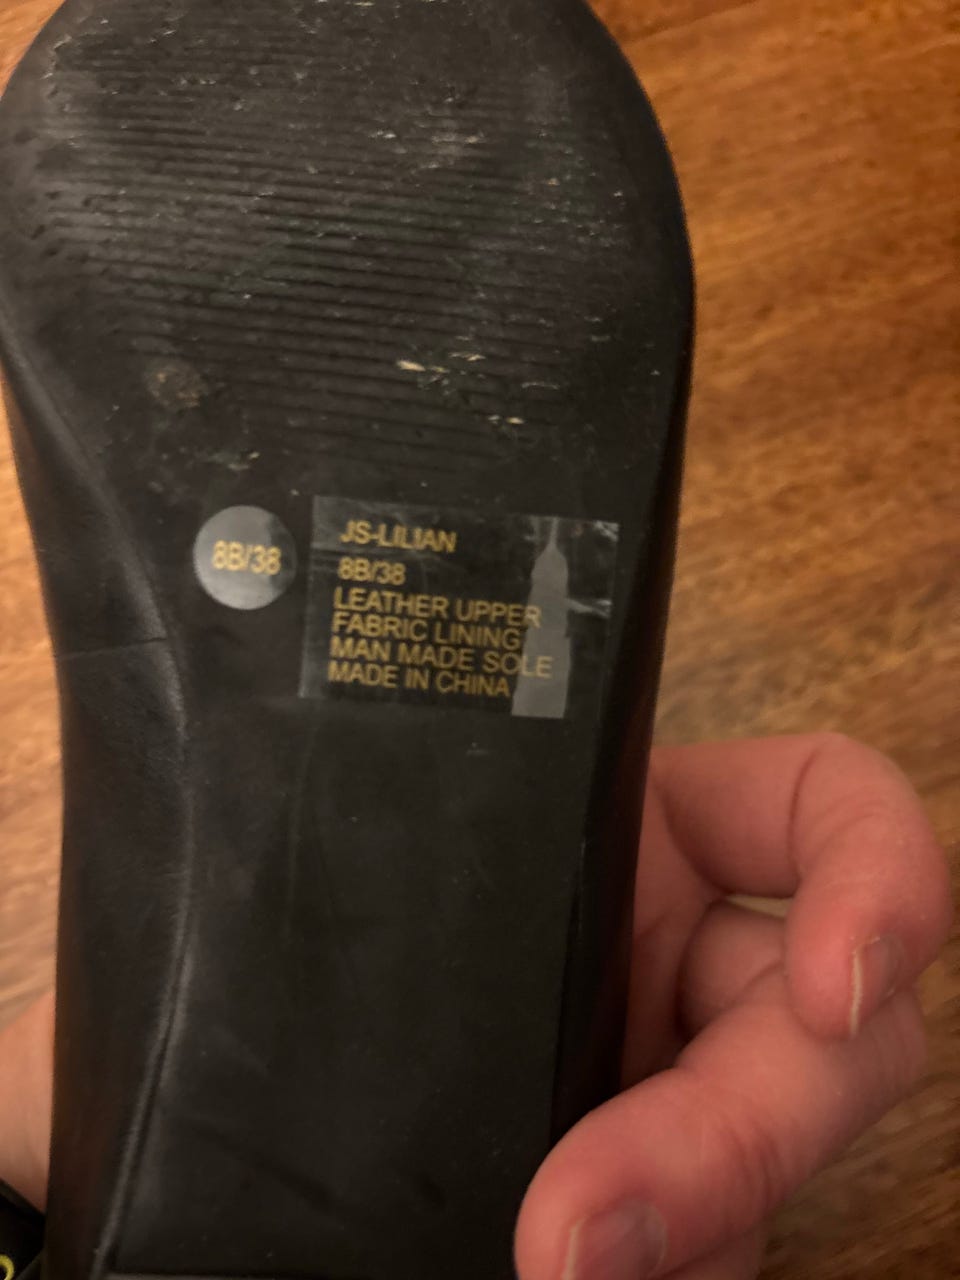 8B/38
JS-LILIAN
8B/38
LEATHER UPPER
FABRIC LINING
MAN MADE SOLE
MADE IN CHINA